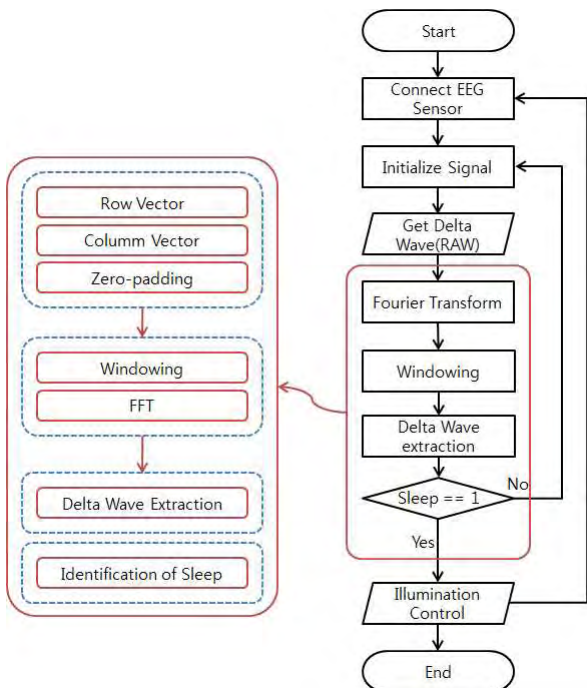 Start
Connect EEG
Sensor
Initialize Signal
Get Delta
Wave(RAW)
Fourier Transform
Windowing
Delta Wave
extraction
Sleep == 1
No
Yes
Illumination
Control
End
Row Vector
Columm Vector
Zero-padding
Windowing
FFT
Delta Wave Extraction
Identification of Sleep